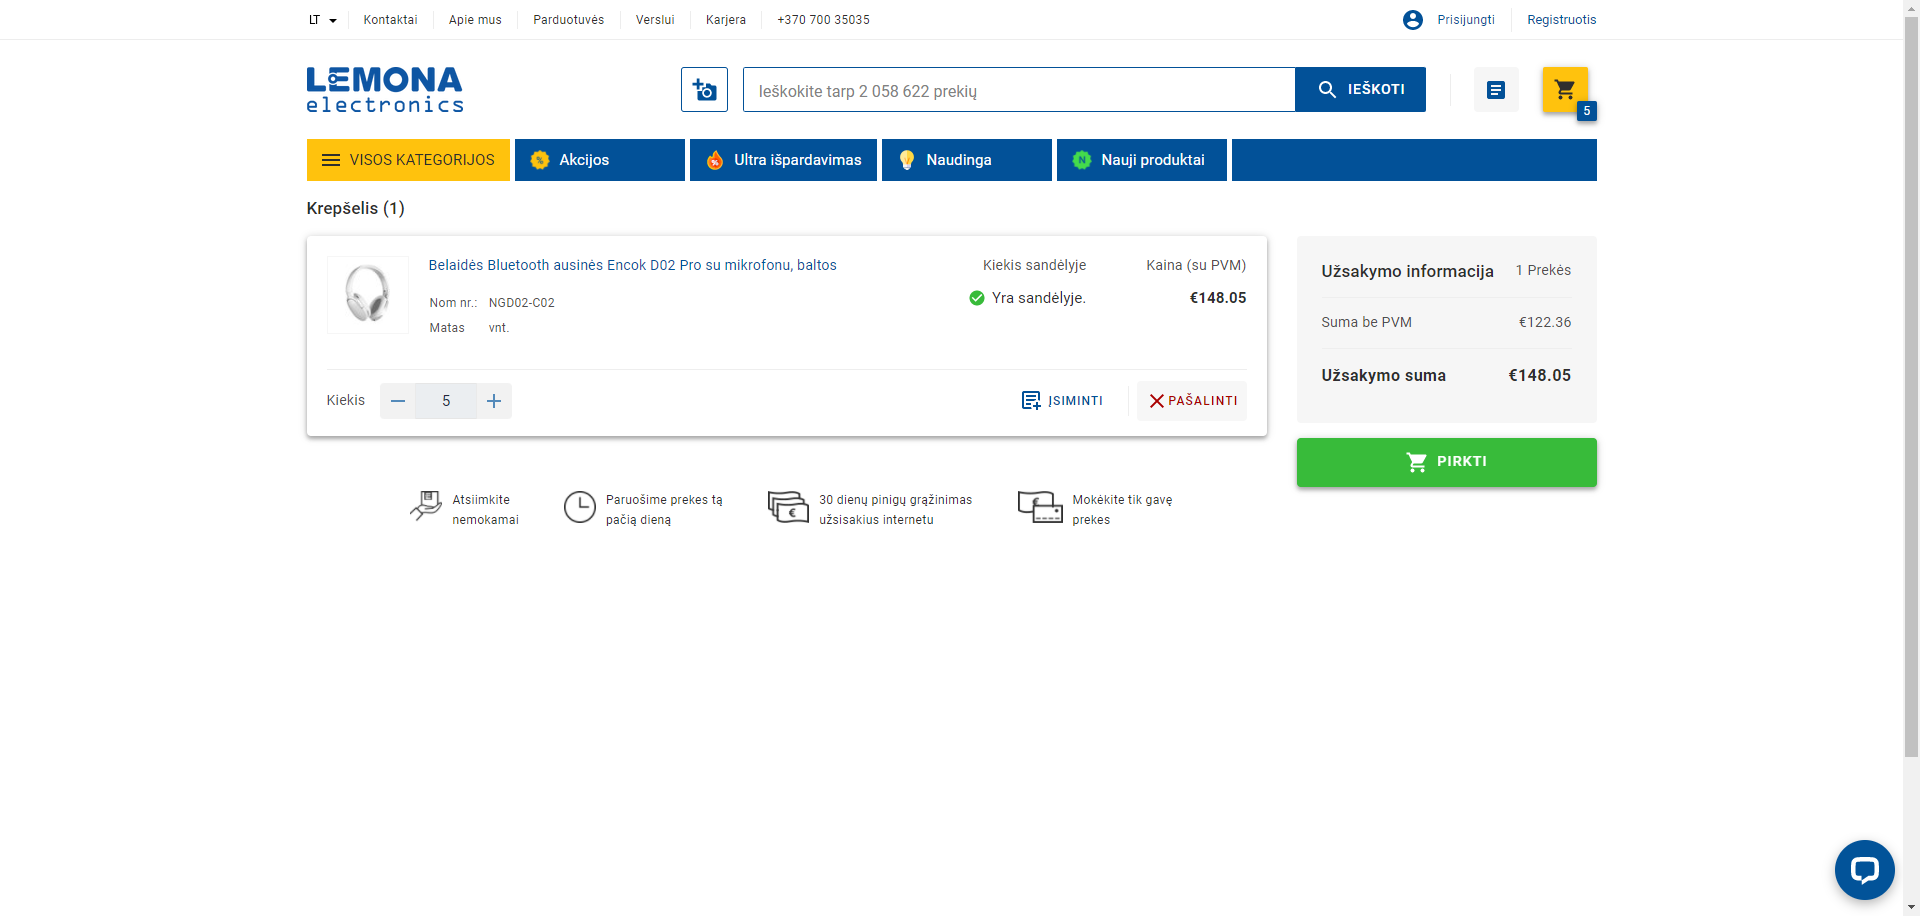 LT Kontaktai Apie mus Parduotuvės Verslui Karjera +370 700 35035 Prisijungti Registruotis
LEMONA
electronics
Ieškokite tarp 2 058 622 prekių
IEŠKOTI
5
VISOS KATEGORIJOS Akcijos Ultra išpardavimas Naudinga Nauji produktai
Krepšelis (1)
Belaidės Bluetooth ausinės Encok D02 Pro su mikrofonu, baltos
Nom nr.: NGD02-C02
Matas vnt.
Kiekis sandėlyje
Yra sandėlyje.
Kaina (su PVM)
€148.05
Kiekis 5
ĮSIMINTI
PAŠALINTI
Užsakymo informacija 1 Prekės
Suma be PVM €122.36
Užsakymo suma €148.05
PIRKTI
Atsiimkite
nemokamai
Paruošime prekes tą
pačią dieną
30 dienų pinigų grąžinimas
užsisakius internetu
Mokėkite tik gavę
prekes